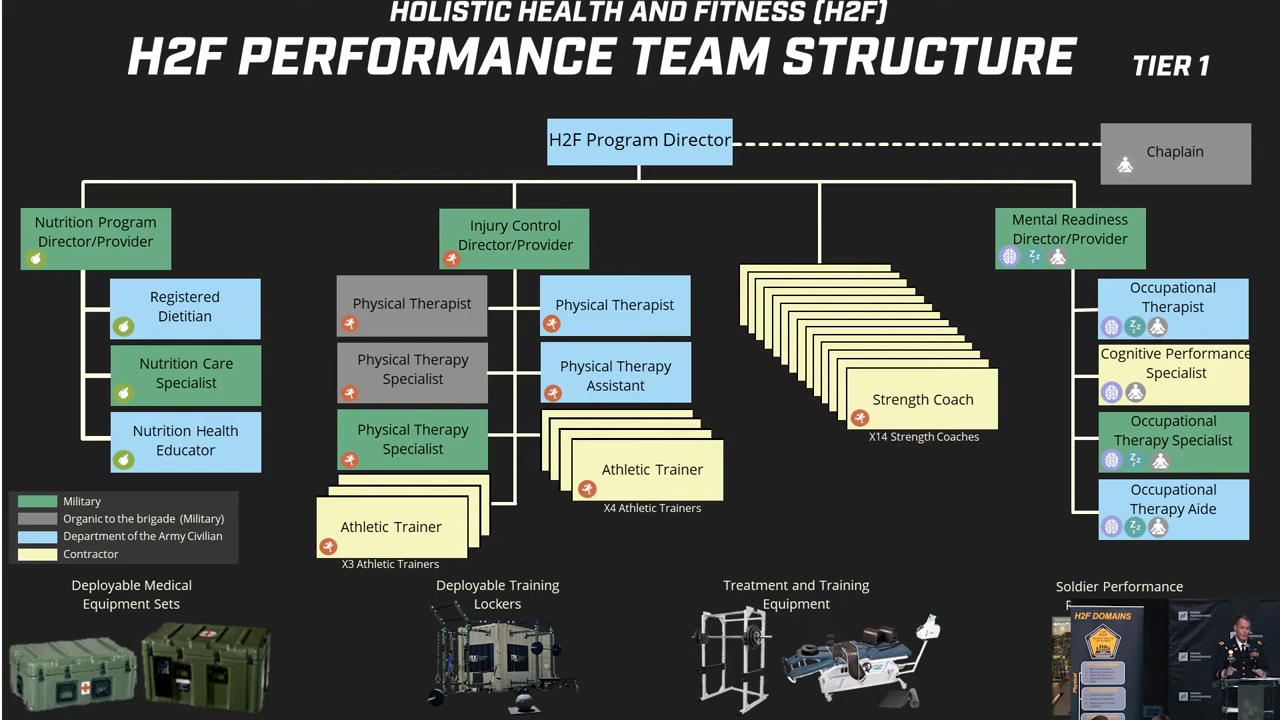 HOLISTIC HEALTH AND FITNESS (H2F)
H2F PERFORMANCE TEAM STRUCTURE
TIER 1
H2F Program Director
Chaplain
Nutrition Program
Director/Provider
Registered
Dietitian
Nutrition Care
Specialist
Nutrition Health
Educator
Injury Control
Director/Provider
Physical Therapist
Physical Therapy
Specialist
Physical Therapy
Specialist
Athletic Trainer
X3 Athletic Trainers
Physical Therapist
Physical Therapy
Assistant
Athletic Trainer
X4 Athletic Trainers
Strength Coach
X14 Strength Coaches
Mental Readiness
Director/Provider
Occupational
Therapist
Cognitive Performance
Specialist
Occupational
Therapy Specialist
Occupational
Therapy Aide
Military
Organic to the brigade (Military)
Department of the Army Civilian
Contractor
Deployable Medical
Equipment Sets
Deployable Training
Lockers
Treatment and Training
Equipment
Soldier Performance
H2F DOMAINS